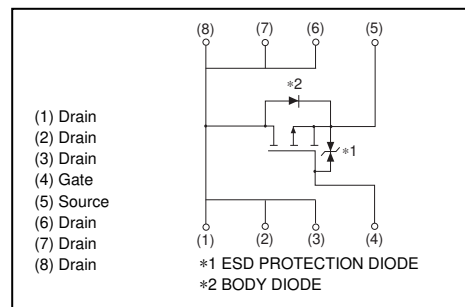 (8) (7) (6) (5)
∗2
(1) Drain
(2) Drain
(3) Drain
(4) Gate
(5) Source
(6) Drain
(7) Drain
(8) Drain
∗1
(1) (2) (3) (4)
∗1 ESD PROTECTION DIODE
∗2 BODY DIODE